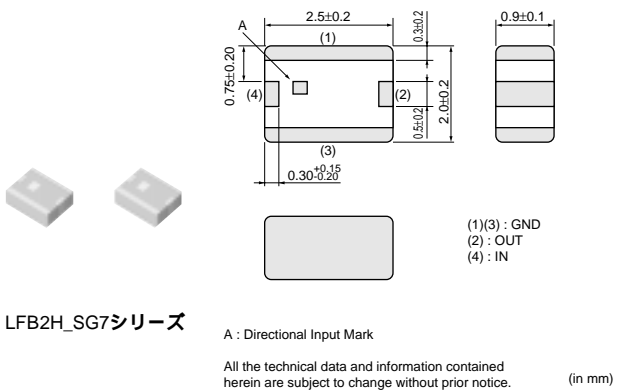 2.5±0.2
0.9±0.1
A
(1)
0.3±0.2
0.75±0.20
(4)
(2)
0.5±0.2
2.0±0.2
(3)
0.30+0.15-0.20
(1)(3) : GND
(2) : OUT
(4) : IN
LFB2H_SG7シリーズ
A : Directional Input Mark
All the technical data and information contained
herein are subject to change without prior notice.
(in mm)